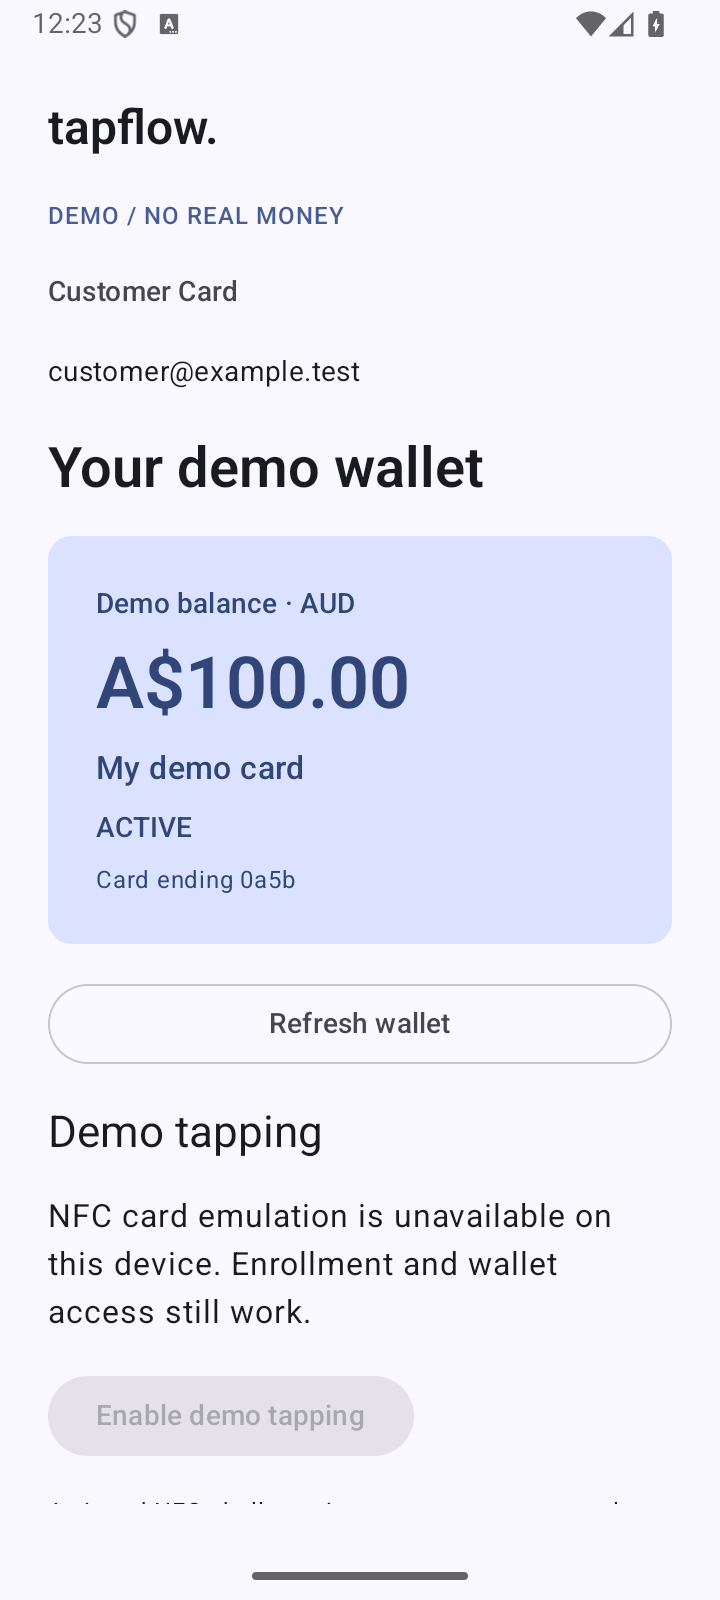 12:23
tapflow.
DEMO / NO REAL MONEY
Customer Card
customer@example.test
Your demo wallet
Demo balance · AUD
A$100.00
My demo card
ACTIVE
Card ending 0a5b
Refresh wallet
Demo tapping
NFC card emulation is unavailable on
this device. Enrollment and wallet
access still work.
Enable demo tapping